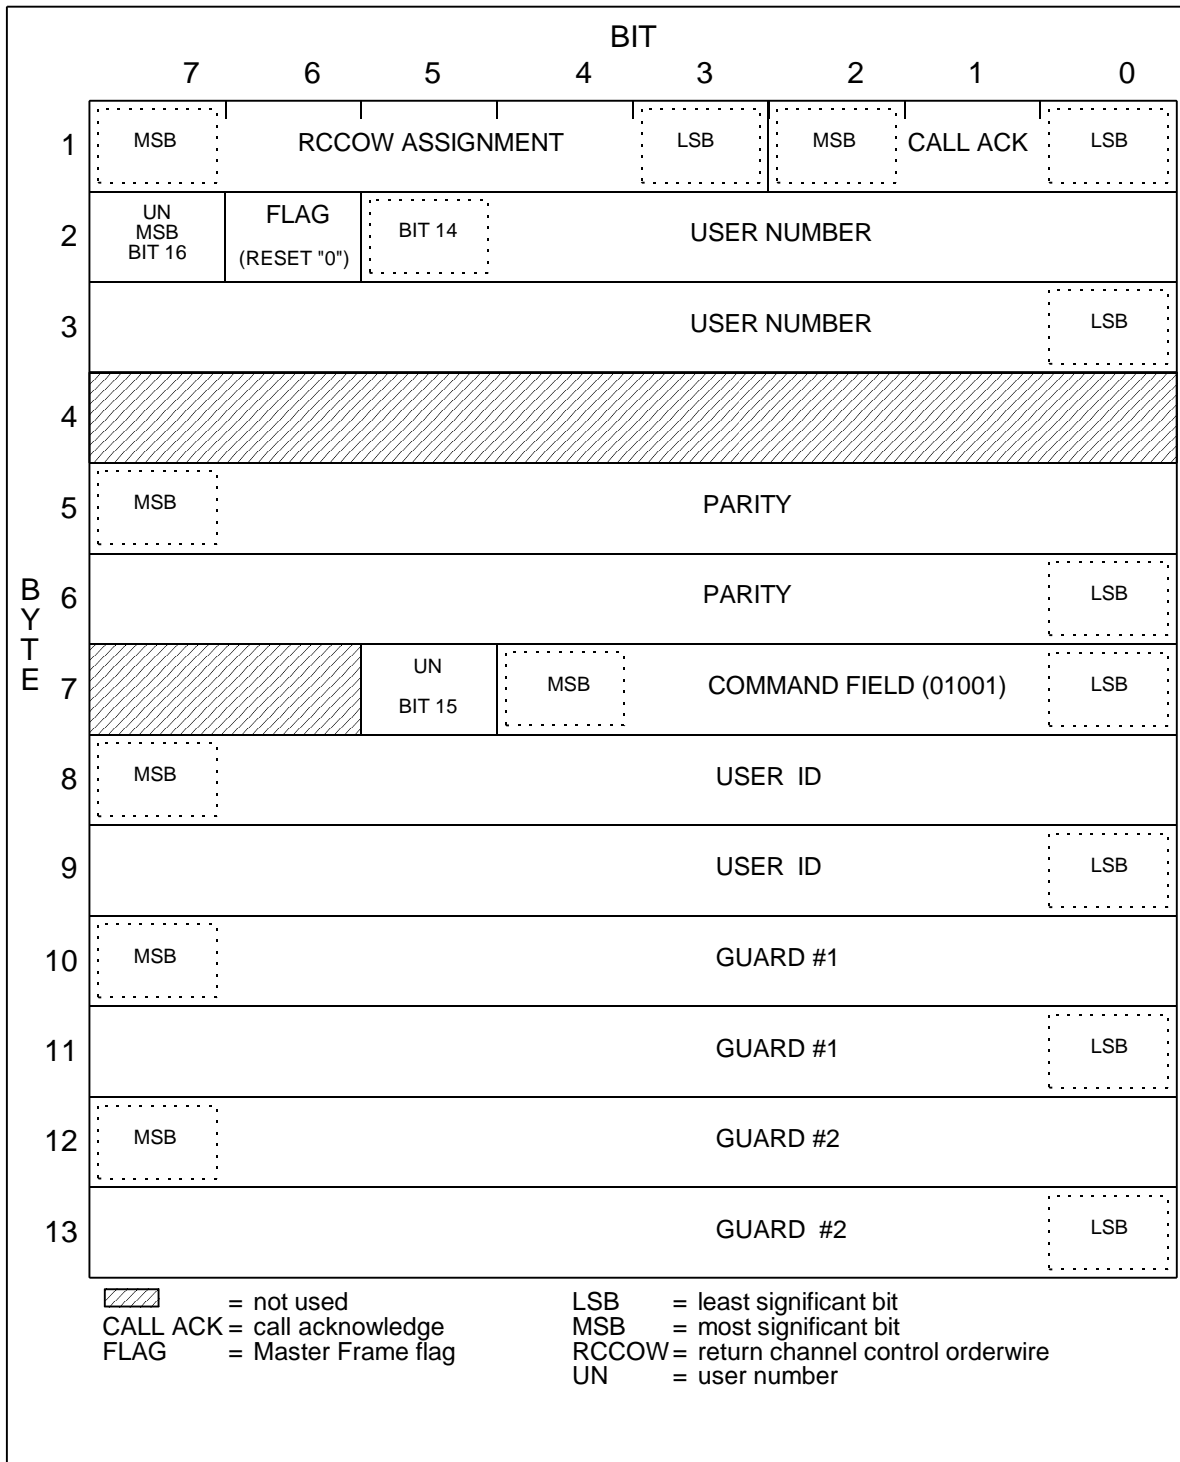 BIT
7 6 5 4 3 2 1 0
1 MSB RCCOW ASSIGNMENT LSB MSB CALL ACK LSB
2 UN MSB BIT 16 FLAG (RESET "0") BIT 14 USER NUMBER
3 USER NUMBER LSB
4
5 MSB PARITY
BYTE
6 PARITY LSB
7 UN BIT 15 MSB COMMAND FIELD (01001) LSB
8 MSB USER ID
9 USER ID LSB
10 MSB GUARD #1
11 GUARD #1 LSB
12 MSB GUARD #2
13 GUARD #2 LSB
= not used
CALL ACK = call acknowledge
FLAG = Master Frame flag
LSB = least significant bit
MSB = most significant bit
RCCOW = return channel control orderwire
UN = user number